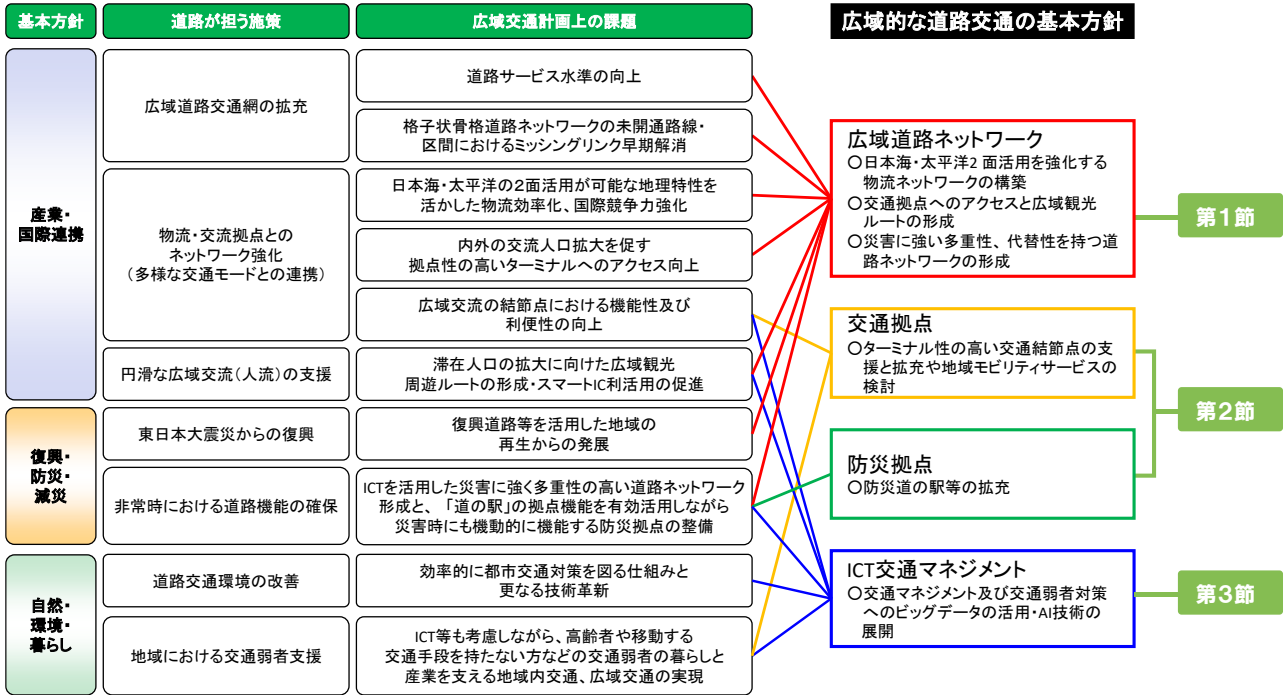 基本方針
道路が担う施策
広域交通計画上の課題
広域的な道路交通の基本方針
産業・
国際連携
広域道路交通網の拡充
道路サービス水準の向上
格子状骨格道路ネットワークの未開通路線・
区間におけるミッシングリンク早期解消
物流・交流拠点との
ネットワーク強化
(多様な交通モードとの連携)
日本海・太平洋の2面活用が可能な地理特性を
活かした物流効率化、国際競争力強化
内外の交流人口拡大を促す
拠点性の高いターミナルへのアクセス向上
広域交流の結節点における機能性及び
利便性の向上
円滑な広域交流(人流)の支援
滞在人口の拡大に向けた広域観光
周遊ルートの形成・スマートIC利活用の促進
復興・
防災・
減災
東日本大震災からの復興
復興道路等を活用した地域の
再生からの発展
非常時における道路機能の確保
ICTを活用した災害に強く多重性の高い道路ネットワーク
形成と、「道の駅」の拠点機能を有効活用しながら
災害時にも機動的に機能する防災拠点の整備
自然・
環境・
暮らし
道路交通環境の改善
効率的に都市交通対策を図る仕組みと
更なる技術革新
地域における交通弱者支援
ICT等も考慮しながら、高齢者や移動する
交通手段を持たない方などの交通弱者の暮らしと
産業を支える地域内交通、広域交通の実現
広域道路ネットワーク
○日本海・太平洋2 面活用を強化する
物流ネットワークの構築
○交通拠点へのアクセスと広域観光
ルートの形成
○災害に強い多重性、代替性を持つ道
路ネットワークの形成
第1節
交通拠点
○ターミナル性の高い交通結節点の支
援と拡充や地域モビリティサービスの
検討
第2節
防災拠点
○防災道の駅等の拡充
ICT交通マネジメント
○交通マネジメント及び交通弱者対策
へのビッグデータの活用・AI技術の
展開
第3節